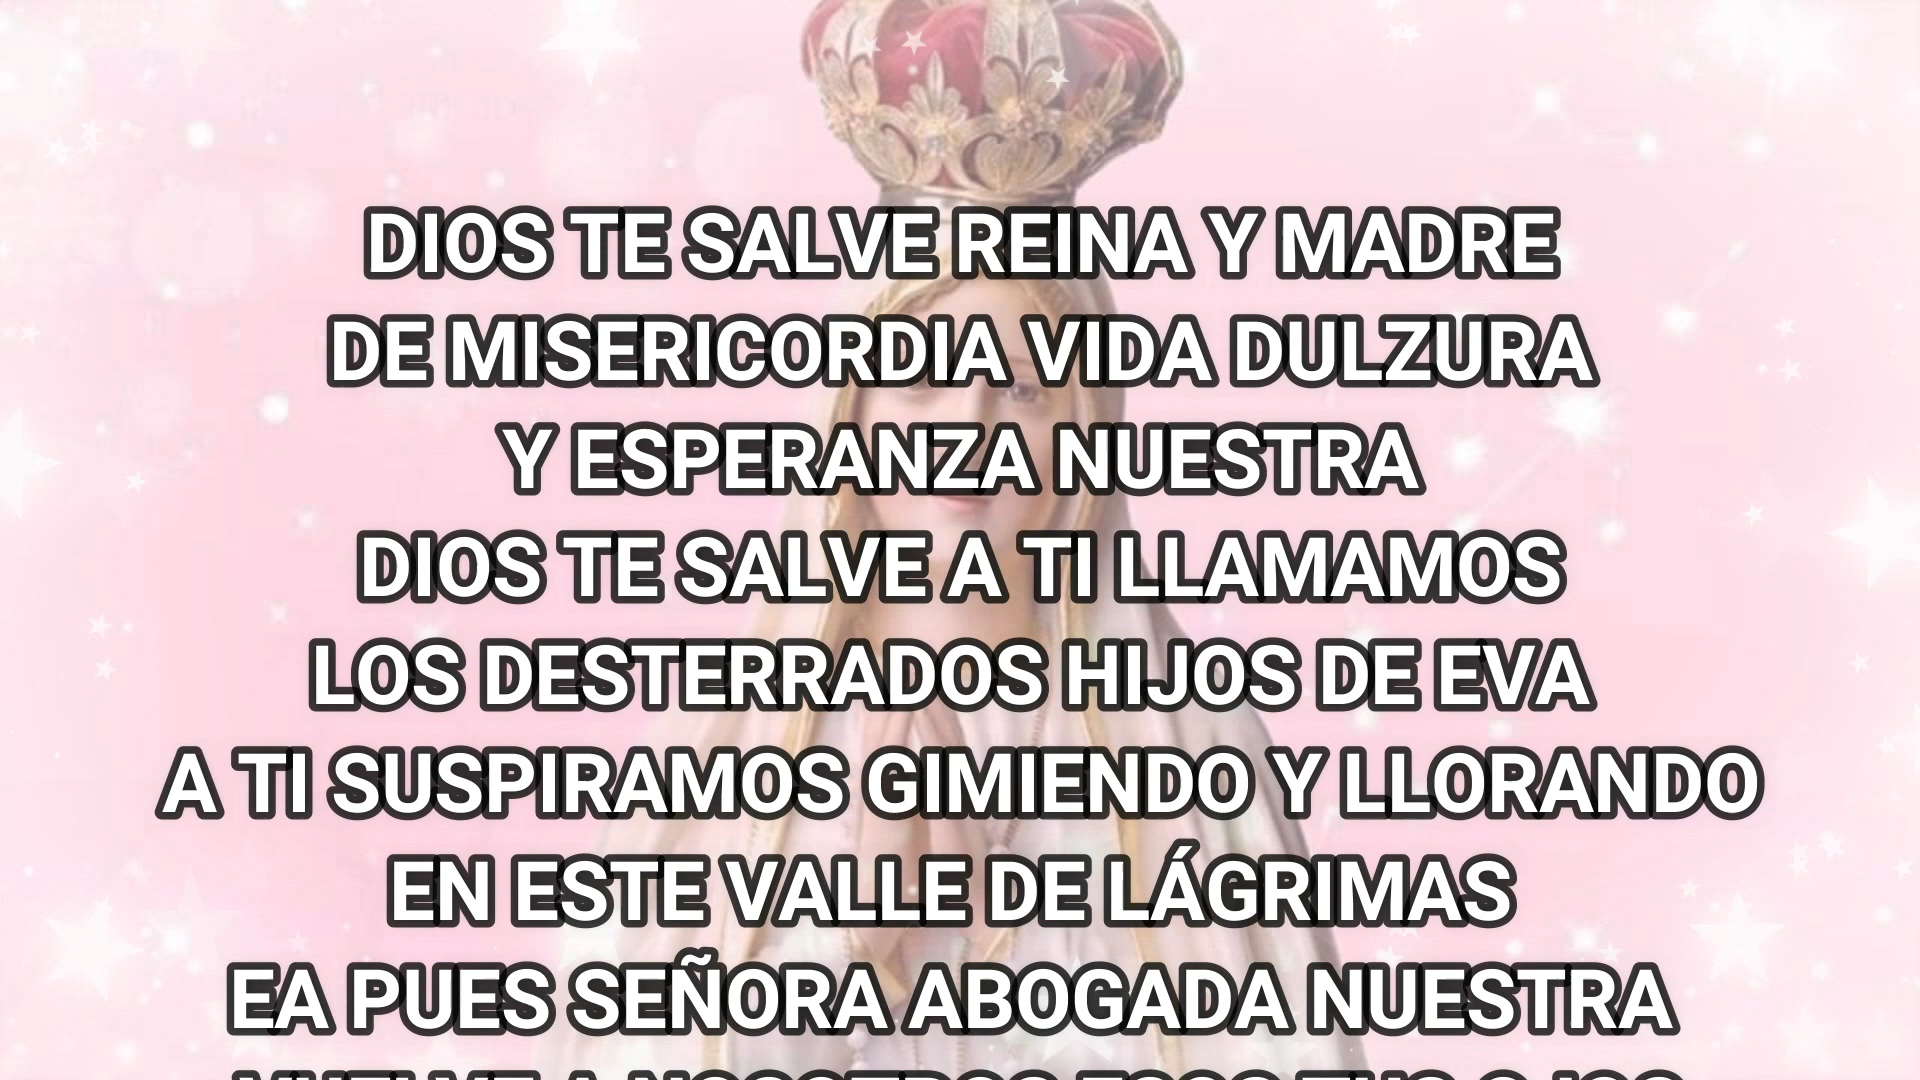 DIOS TE SALVE REINA Y MADRE
DE MISERICORDIA VIDA DULZURA
Y ESPERANZA NUESTRA
DIOS TE SALVE A TI LLAMAMOS
LOS DESTERRADOS HIJOS DE EVA
A TI SUSPIRAMOS GIMIENDO Y LLORANDO
EN ESTE VALLE DE LÁGRIMAS
EA PUES SEÑORA ABOGADA NUESTRA